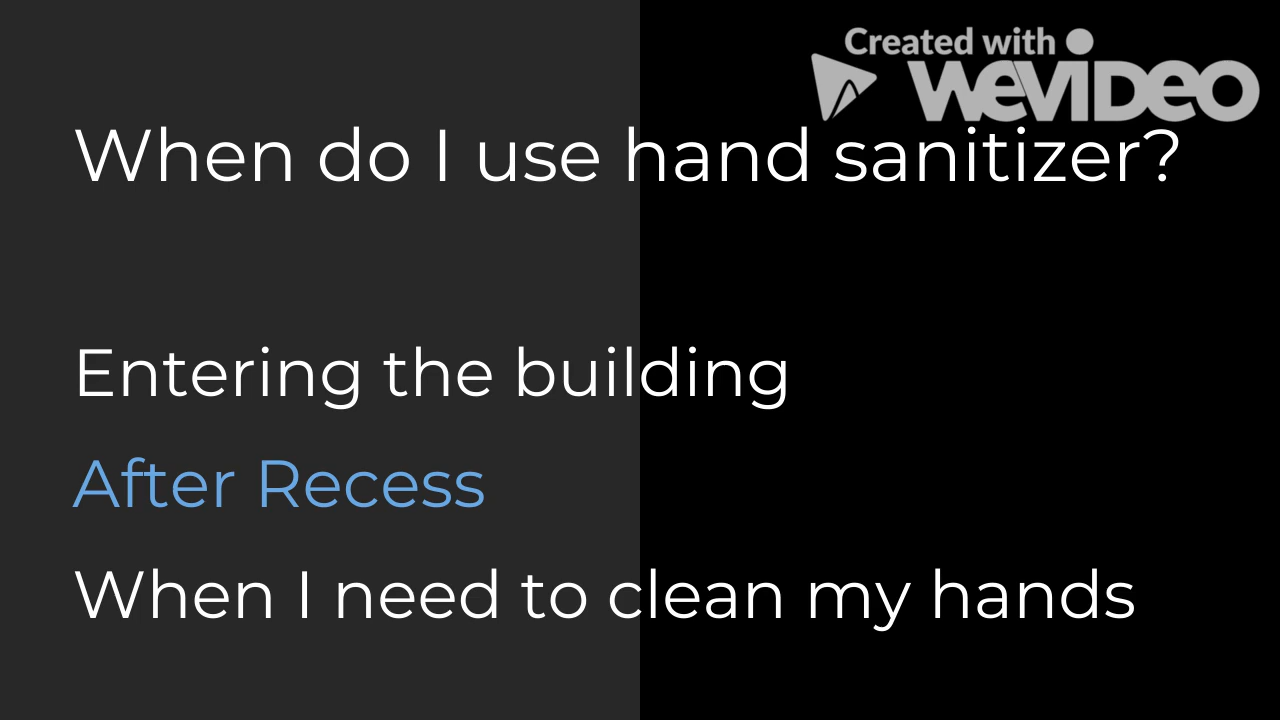 Created with
WEVIDEO
When do I use hand sanitizer?
Entering the building
After Recess
When I need to clean my hands